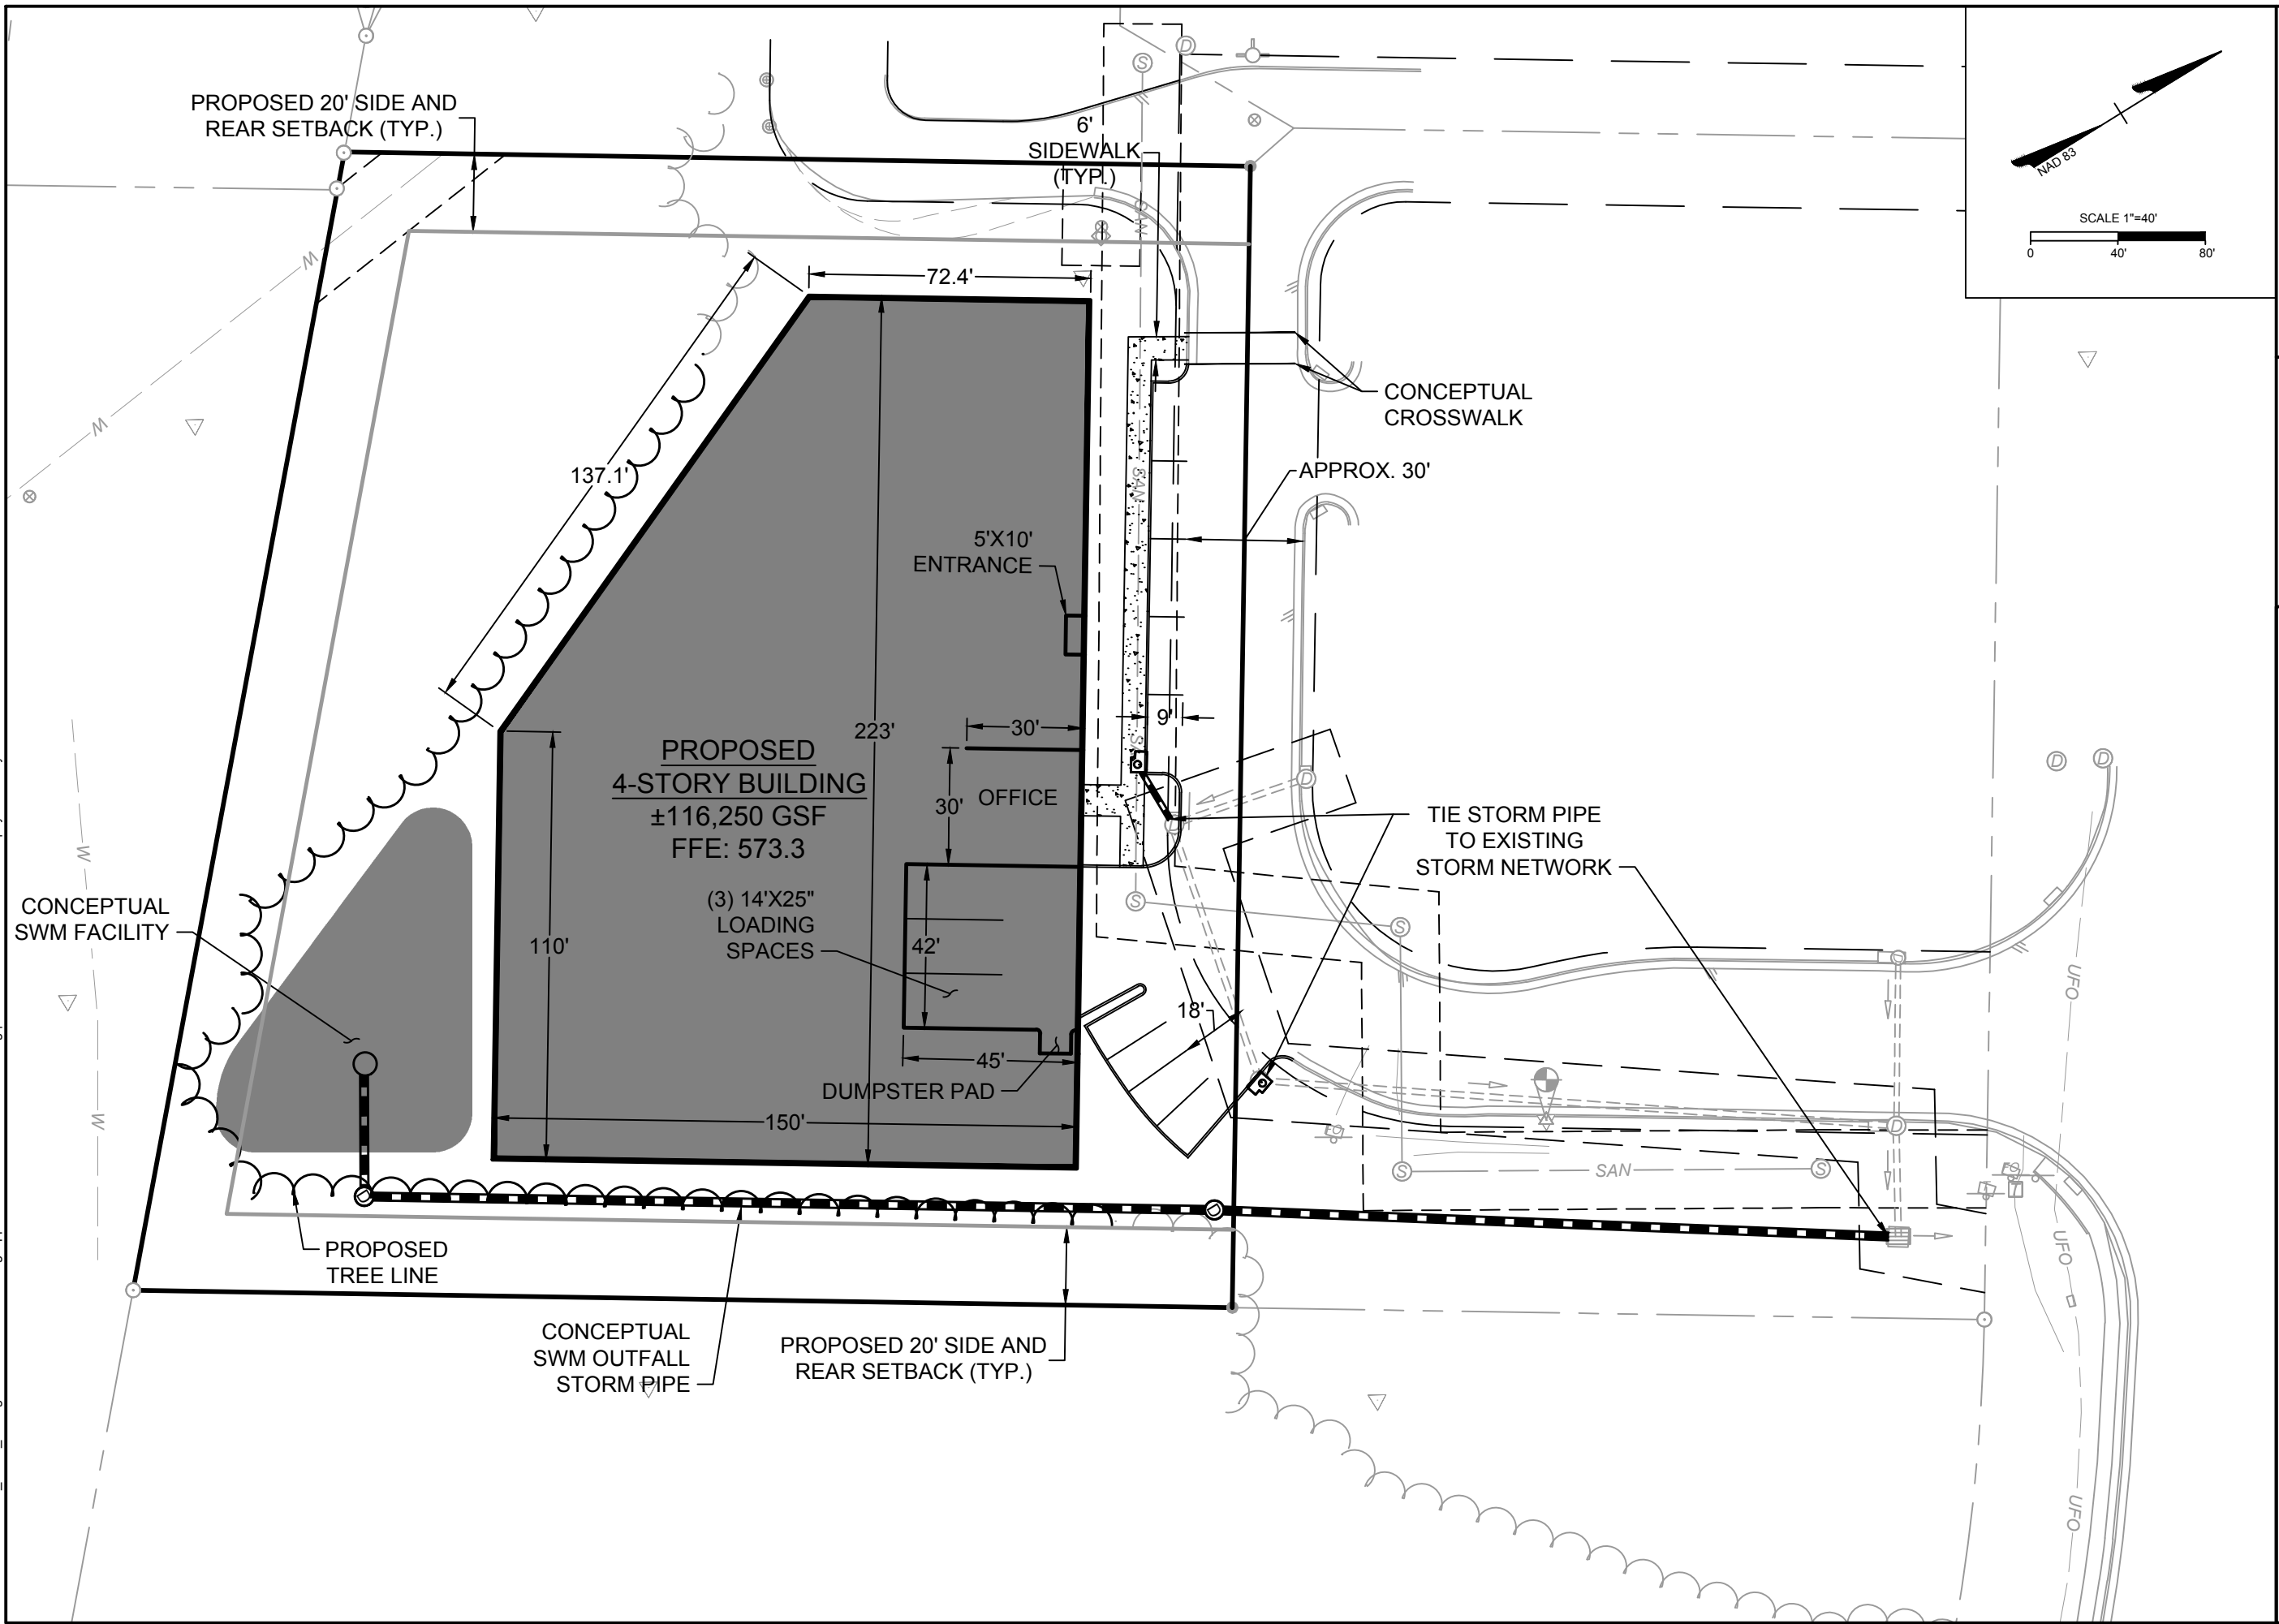 PROPOSED 20' SIDE AND
REAR SETBACK (TYP.)
6'
SIDEWALK
(TYP.)
NAD 83
SCALE 1"=40'
0 40' 80'
D
S
SAN
72.4'
W
W
CONCEPTUAL
CROSSWALK
137.1'
APPROX. 30'
SAN
5'X10'
ENTRANCE
223'
30'
9'
PROPOSED
4-STORY BUILDING
±116,250 GSF
FFE: 573.3
30'
OFFICE
D
D
D
TIE STORM PIPE
TO EXISTING
STORM NETWORK
W
(3) 14'X25"
LOADING
SPACES
42'
110'
CONCEPTUAL
SWM FACILITY
S
S
UFO
18'
45'
DUMPSTER PAD
W
150'
EO
D
S
SAN
S
EO
PROPOSED
TREE LINE
UFO
CONCEPTUAL
SWM OUTFALL
STORM PIPE
PROPOSED 20' SIDE AND
REAR SETBACK (TYP.)
UFO